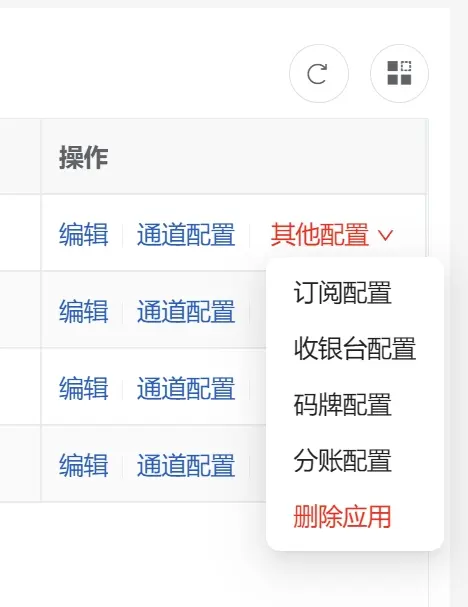 操作
编辑 通道配置 其他配置
订阅配置
编辑 通道配置
收银台配置
编辑 通道配置
码牌配置
分账配置
编辑 通道配置
删除应用